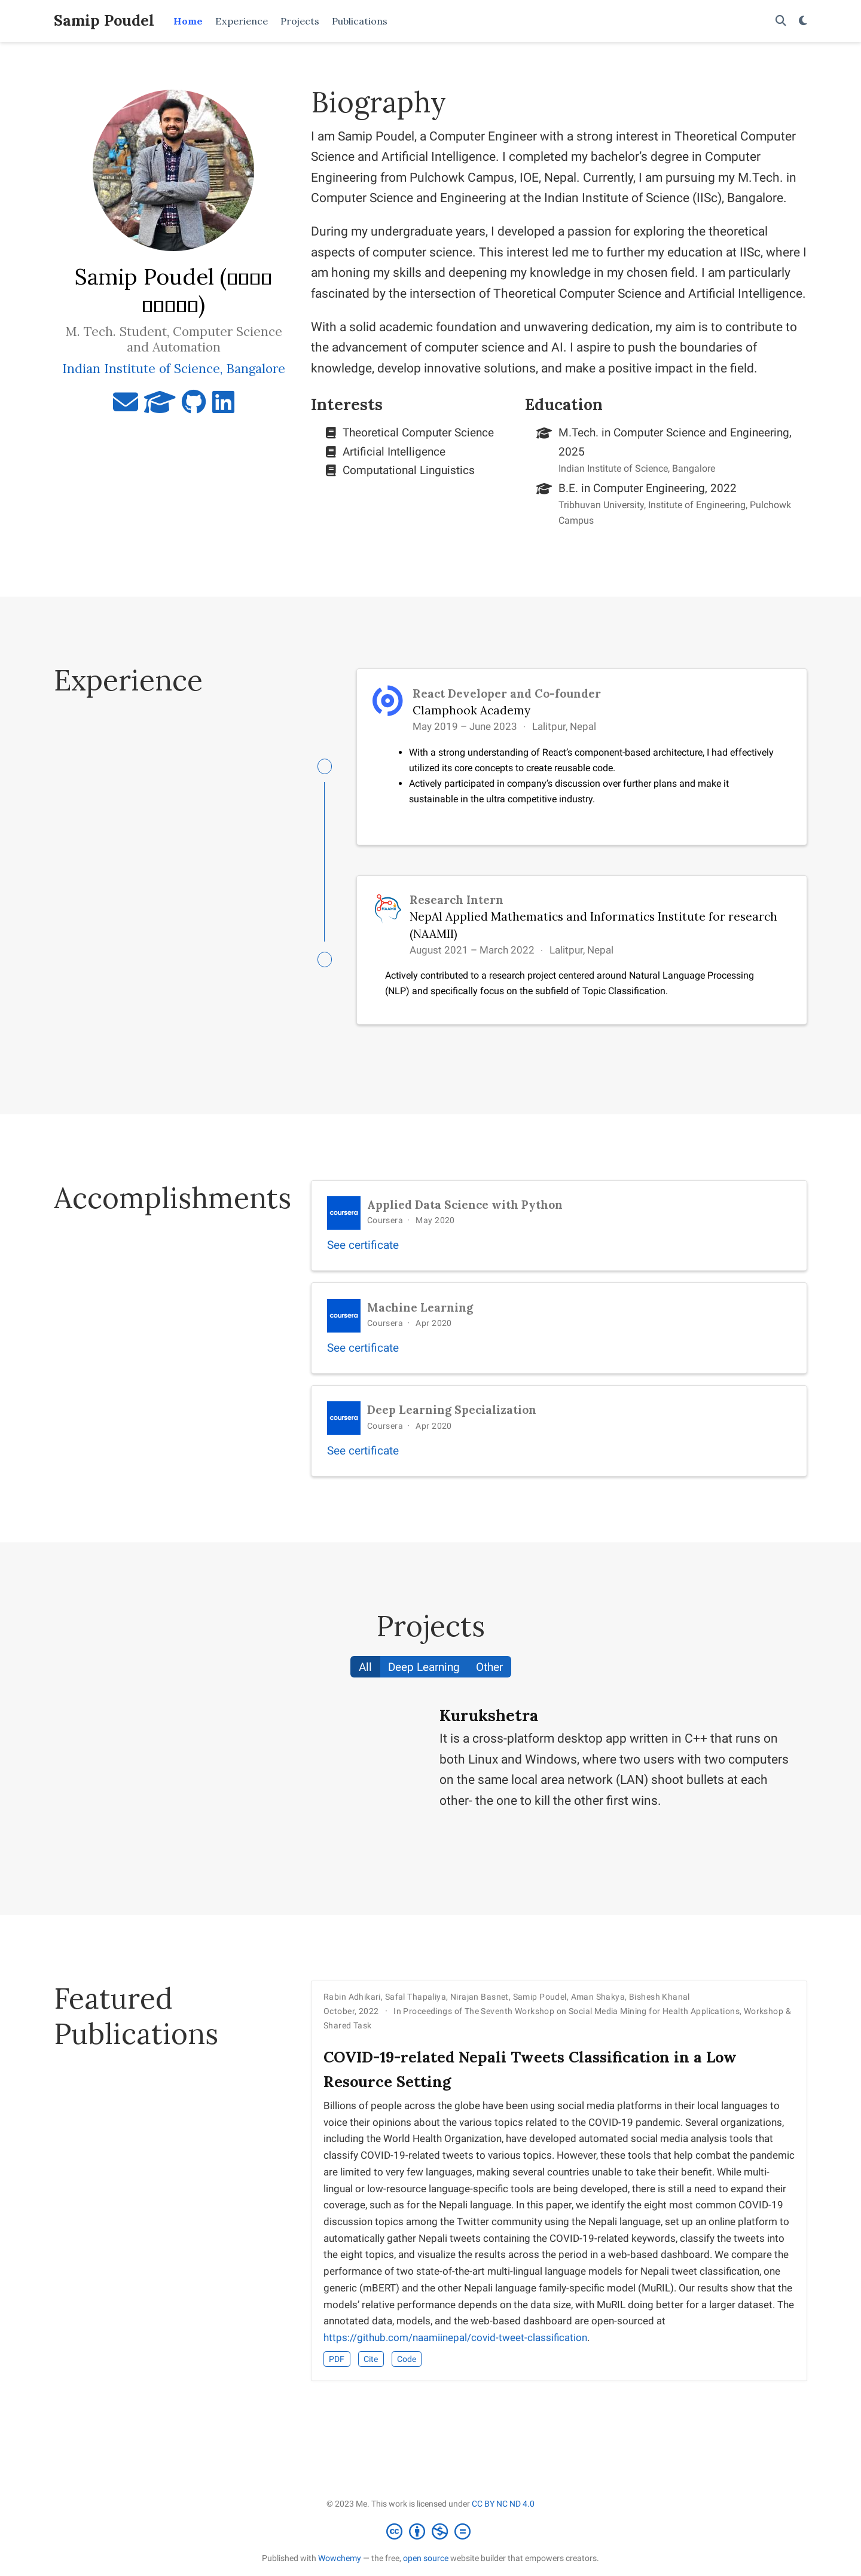 Samip Poudel
Home
Experience
Projects
Publications
Biography
I am Samip Poudel, a Computer Engineer with a strong interest in Theoretical Computer
Science and Artificial Intelligence. I completed my bachelor’s degree in Computer
Engineering from Pulchowk Campus, IOE, Nepal. Currently, I am pursuing my M.Tech. in
Computer Science and Engineering at the Indian Institute of Science (IISc), Bangalore.
During my undergraduate years, I developed a passion for exploring the theoretical
aspects of computer science. This interest led me to further my education at IISc, where I
am honing my skills and deepening my knowledge in my chosen field. I am particularly
fascinated by the intersection of Theoretical Computer Science and Artificial Intelligence.
With a solid academic foundation and unwavering dedication, my aim is to contribute to
the advancement of computer science and AI. I aspire to push the boundaries of
knowledge, develop innovative solutions, and make a positive impact in the field.
Samip Poudel (
)
M. Tech. Student, Computer Science
and Automation
Indian Institute of Science, Bangalore
Interests
Theoretical Computer Science
Artificial Intelligence
Computational Linguistics
Education
M.Tech. in Computer Science and Engineering,
2025
Indian Institute of Science, Bangalore
B.E. in Computer Engineering, 2022
Tribhuvan University, Institute of Engineering, Pulchowk
Campus
Experience
React Developer and Co-founder
Clamphook Academy
May 2019 – June 2023 · Lalitpur, Nepal
• With a strong understanding of React’s component-based architecture, I had effectively
utilized its core concepts to create reusable code.
• Actively participated in company’s discussion over further plans and make it
sustainable in the ultra competitive industry.
Research Intern
NepAl Applied Mathematics and Informatics Institute for research
(NAAMII)
August 2021 – March 2022 · Lalitpur, Nepal
Actively contributed to a research project centered around Natural Language Processing
(NLP) and specifically focus on the subfield of Topic Classification.
Accomplishments
coursera
Applied Data Science with Python
Coursera · May 2020
See certificate
coursera
Machine Learning
Coursera · Apr 2020
See certificate
coursera
Deep Learning Specialization
Coursera · Apr 2020
See certificate
Projects
All
Deep Learning
Other
Kurukshetra
It is a cross-platform desktop app written in C++ that runs on
both Linux and Windows, where two users with two computers
on the same local area network (LAN) shoot bullets at each
other- the one to kill the other first wins.
Featured
Publications
Rabin Adhikari, Safal Thapaliya, Nirajan Basnet, Samip Poudel, Aman Shakya, Bishesh Khanal
October, 2022 · In Proceedings of The Seventh Workshop on Social Media Mining for Health Applications, Workshop &
Shared Task
COVID-19-related Nepali Tweets Classification in a Low
Resource Setting
Billions of people across the globe have been using social media platforms in their local languages to
voice their opinions about the various topics related to the COVID-19 pandemic. Several organizations,
including the World Health Organization, have developed automated social media analysis tools that
classify COVID-19-related tweets to various topics. However, these tools that help combat the pandemic
are limited to very few languages, making several countries unable to take their benefit. While multi-
lingual or low-resource language-specific tools are being developed, there is still a need to expand their
coverage, such as for the Nepali language. In this paper, we identify the eight most common COVID-19
discussion topics among the Twitter community using the Nepali language, set up an online platform to
automatically gather Nepali tweets containing the COVID-19-related keywords, classify the tweets into
the eight topics, and visualize the results across the period in a web-based dashboard. We compare the
performance of two state-of-the-art multi-lingual language models for Nepali tweet classification, one
generic (mBERT) and the other Nepali language family-specific model (MuRIL). Our results show that the
models’ relative performance depends on the data size, with MuRIL doing better for a larger dataset. The
annotated data, models, and the web-based dashboard are open-sourced at
https://github.com/naamiinepal/covid-tweet-classification.
PDF
Cite
Code
© 2023 Me. This work is licensed under CC BY NC ND 4.0
Published with Wowchemy — the free, open source website builder that empowers creators.